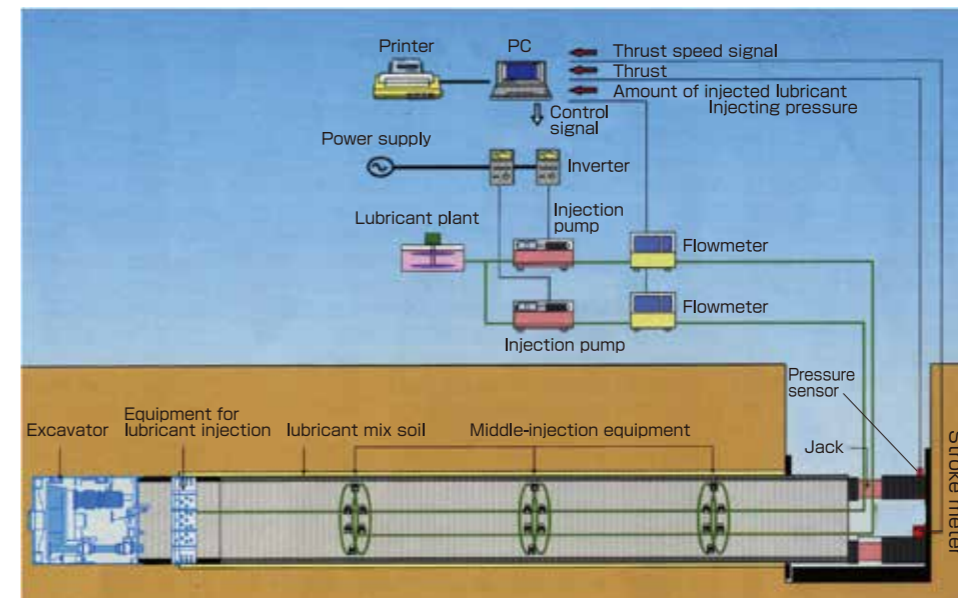 Printer
PC
Thrust speed signal
Thrust
Amount of injected lubricant
Injecting pressure
Control
signal
Power supply
Inverter
Lubricant plant
Injection
pump
Flowmeter
Flowmeter
Injection pump
Pressure
sensor
Excavator
Equipment for
lubricant injection
lubricant mix soil
Middle-injection equipment
Jack
Stroke meter